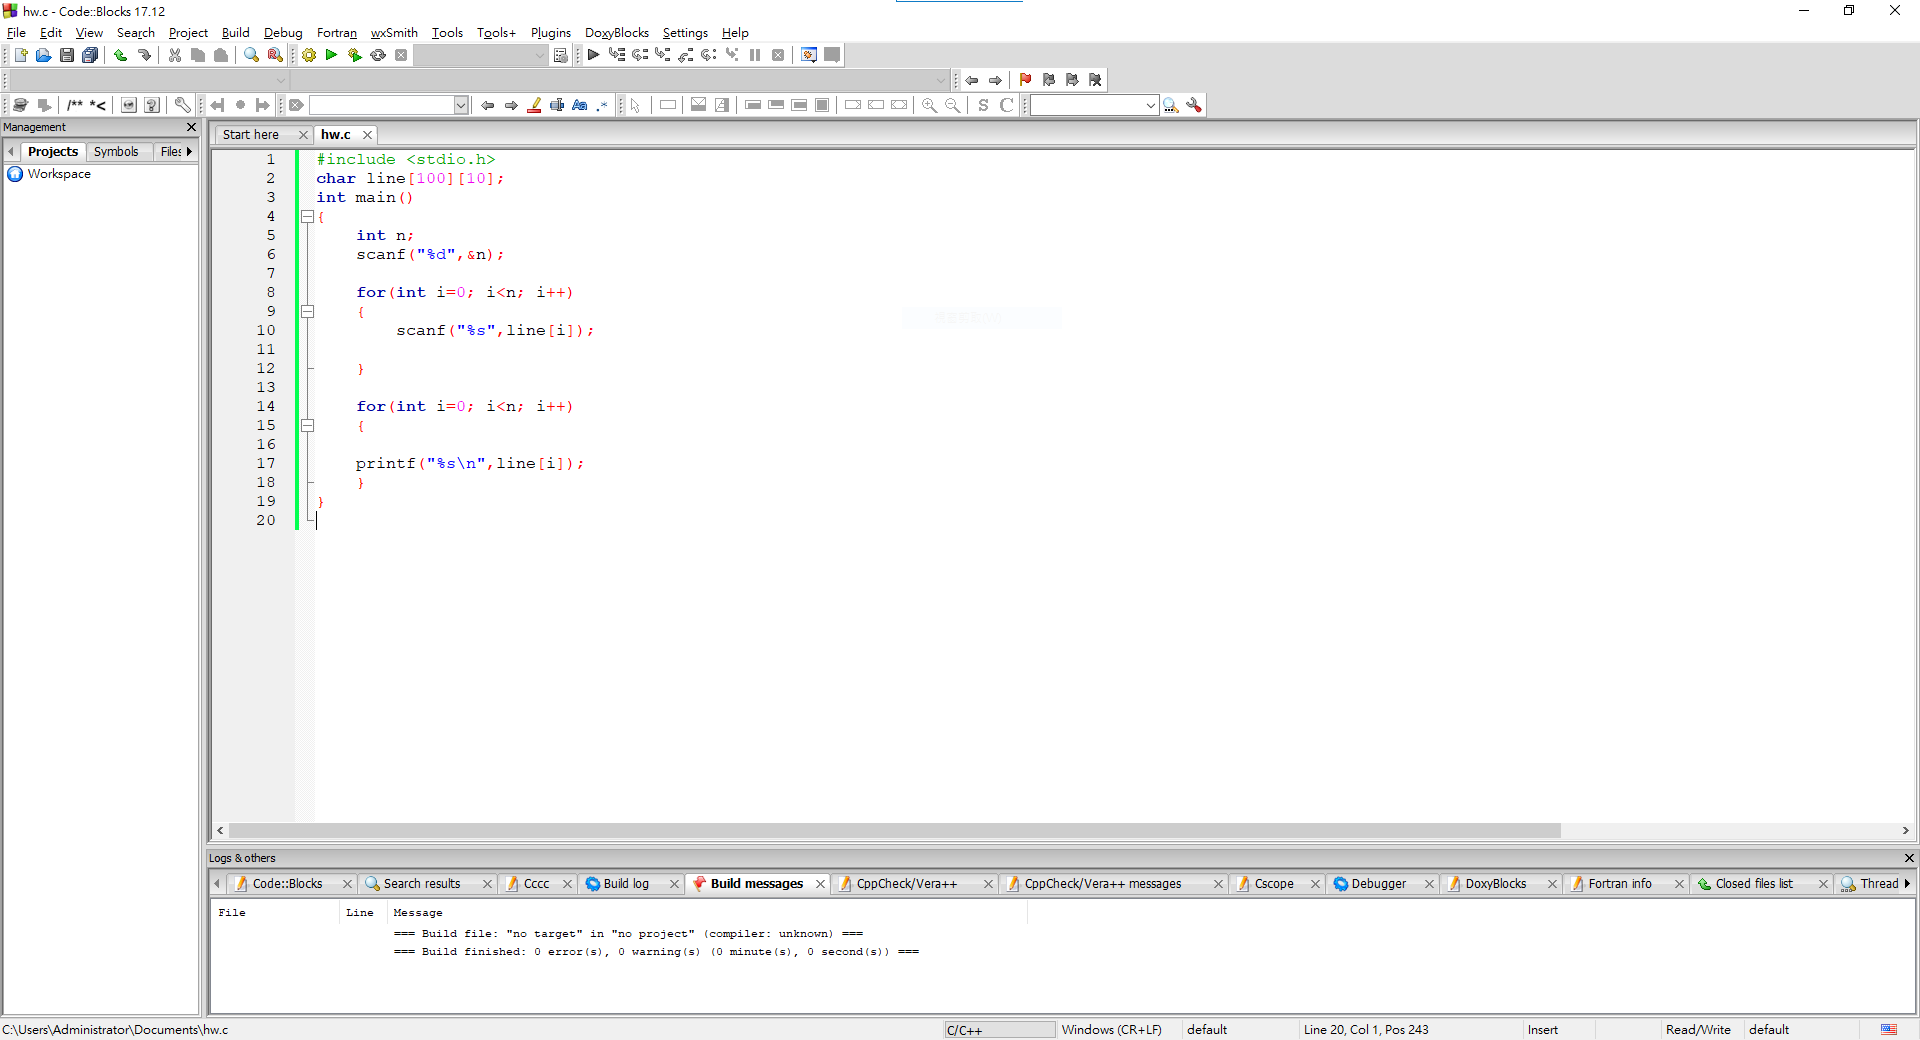 hw.c - Code::Blocks 17.12
File Edit View Search Project Build Debug Fortran wxSmith Tools Tools+ Plugins DoxyBlocks Settings Help
/** *<
Aa .*
S C
Management
Projects Symbols Files
Workspace
Start here hw.c
1 #include <stdio.h>
2 char line[100][10];
3 int main()
4 {
5     int n;
6     scanf("%d",&n);
7
8     for(int i=0; i<n; i++)
9     {
10         scanf("%s",line[i]);
11
12     }
13
14     for(int i=0; i<n; i++)
15     {
16
17     printf("%s\n",line[i]);
18     }
19 }
20
Logs & others
Code::Blocks Search results Cccc Build log Build messages CppCheck/Vera++ CppCheck/Vera++ messages Cscope Debugger DoxyBlocks Fortran info Closed files list Thread
File Line Message
=== Build file: "no target" in "no project" (compiler: unknown) ===
=== Build finished: 0 error(s), 0 warning(s) (0 minute(s), 0 second(s)) ===
C:\Users\Administrator\Documents\hw.c C/C++ Windows (CR+LF) default Line 20, Col 1, Pos 243 Insert Read/Write default